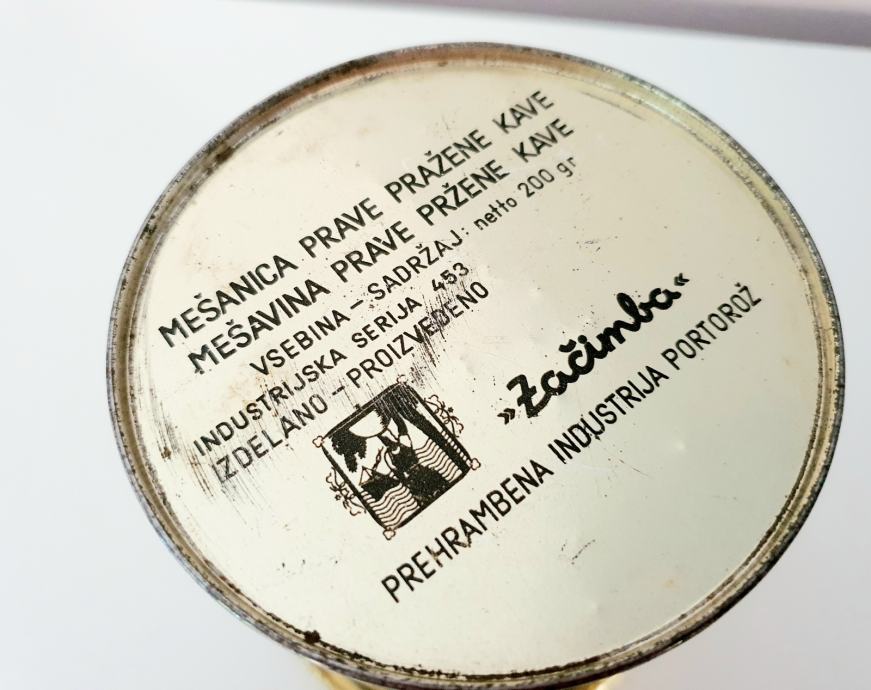 MEŠANICA PRAVE PRAŽENE KAVE
MEŠAVINA PRAVE PRŽENE KAVE
VSEBINA – SADRŽAJ: netto 200 gr
INDUSTRIJSKA SERIJA 453
IZDELANO – PROIZVEDENO
»Začimba«
PREHRAMBENA INDUSTRIJA PORTOROŽ